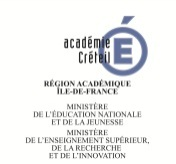 académie
Créteil
RÉGION ACADÉMIQUE
ÎLE-DE-FRANCE
MINISTÈRE
DE L'ÉDUCATION NATIONALE
ET DE LA JEUNESSE
MINISTÈRE
DE L'ENSEIGNEMENT SUPÉRIEUR,
DE LA RECHERCHE
ET DE L'INNOVATION